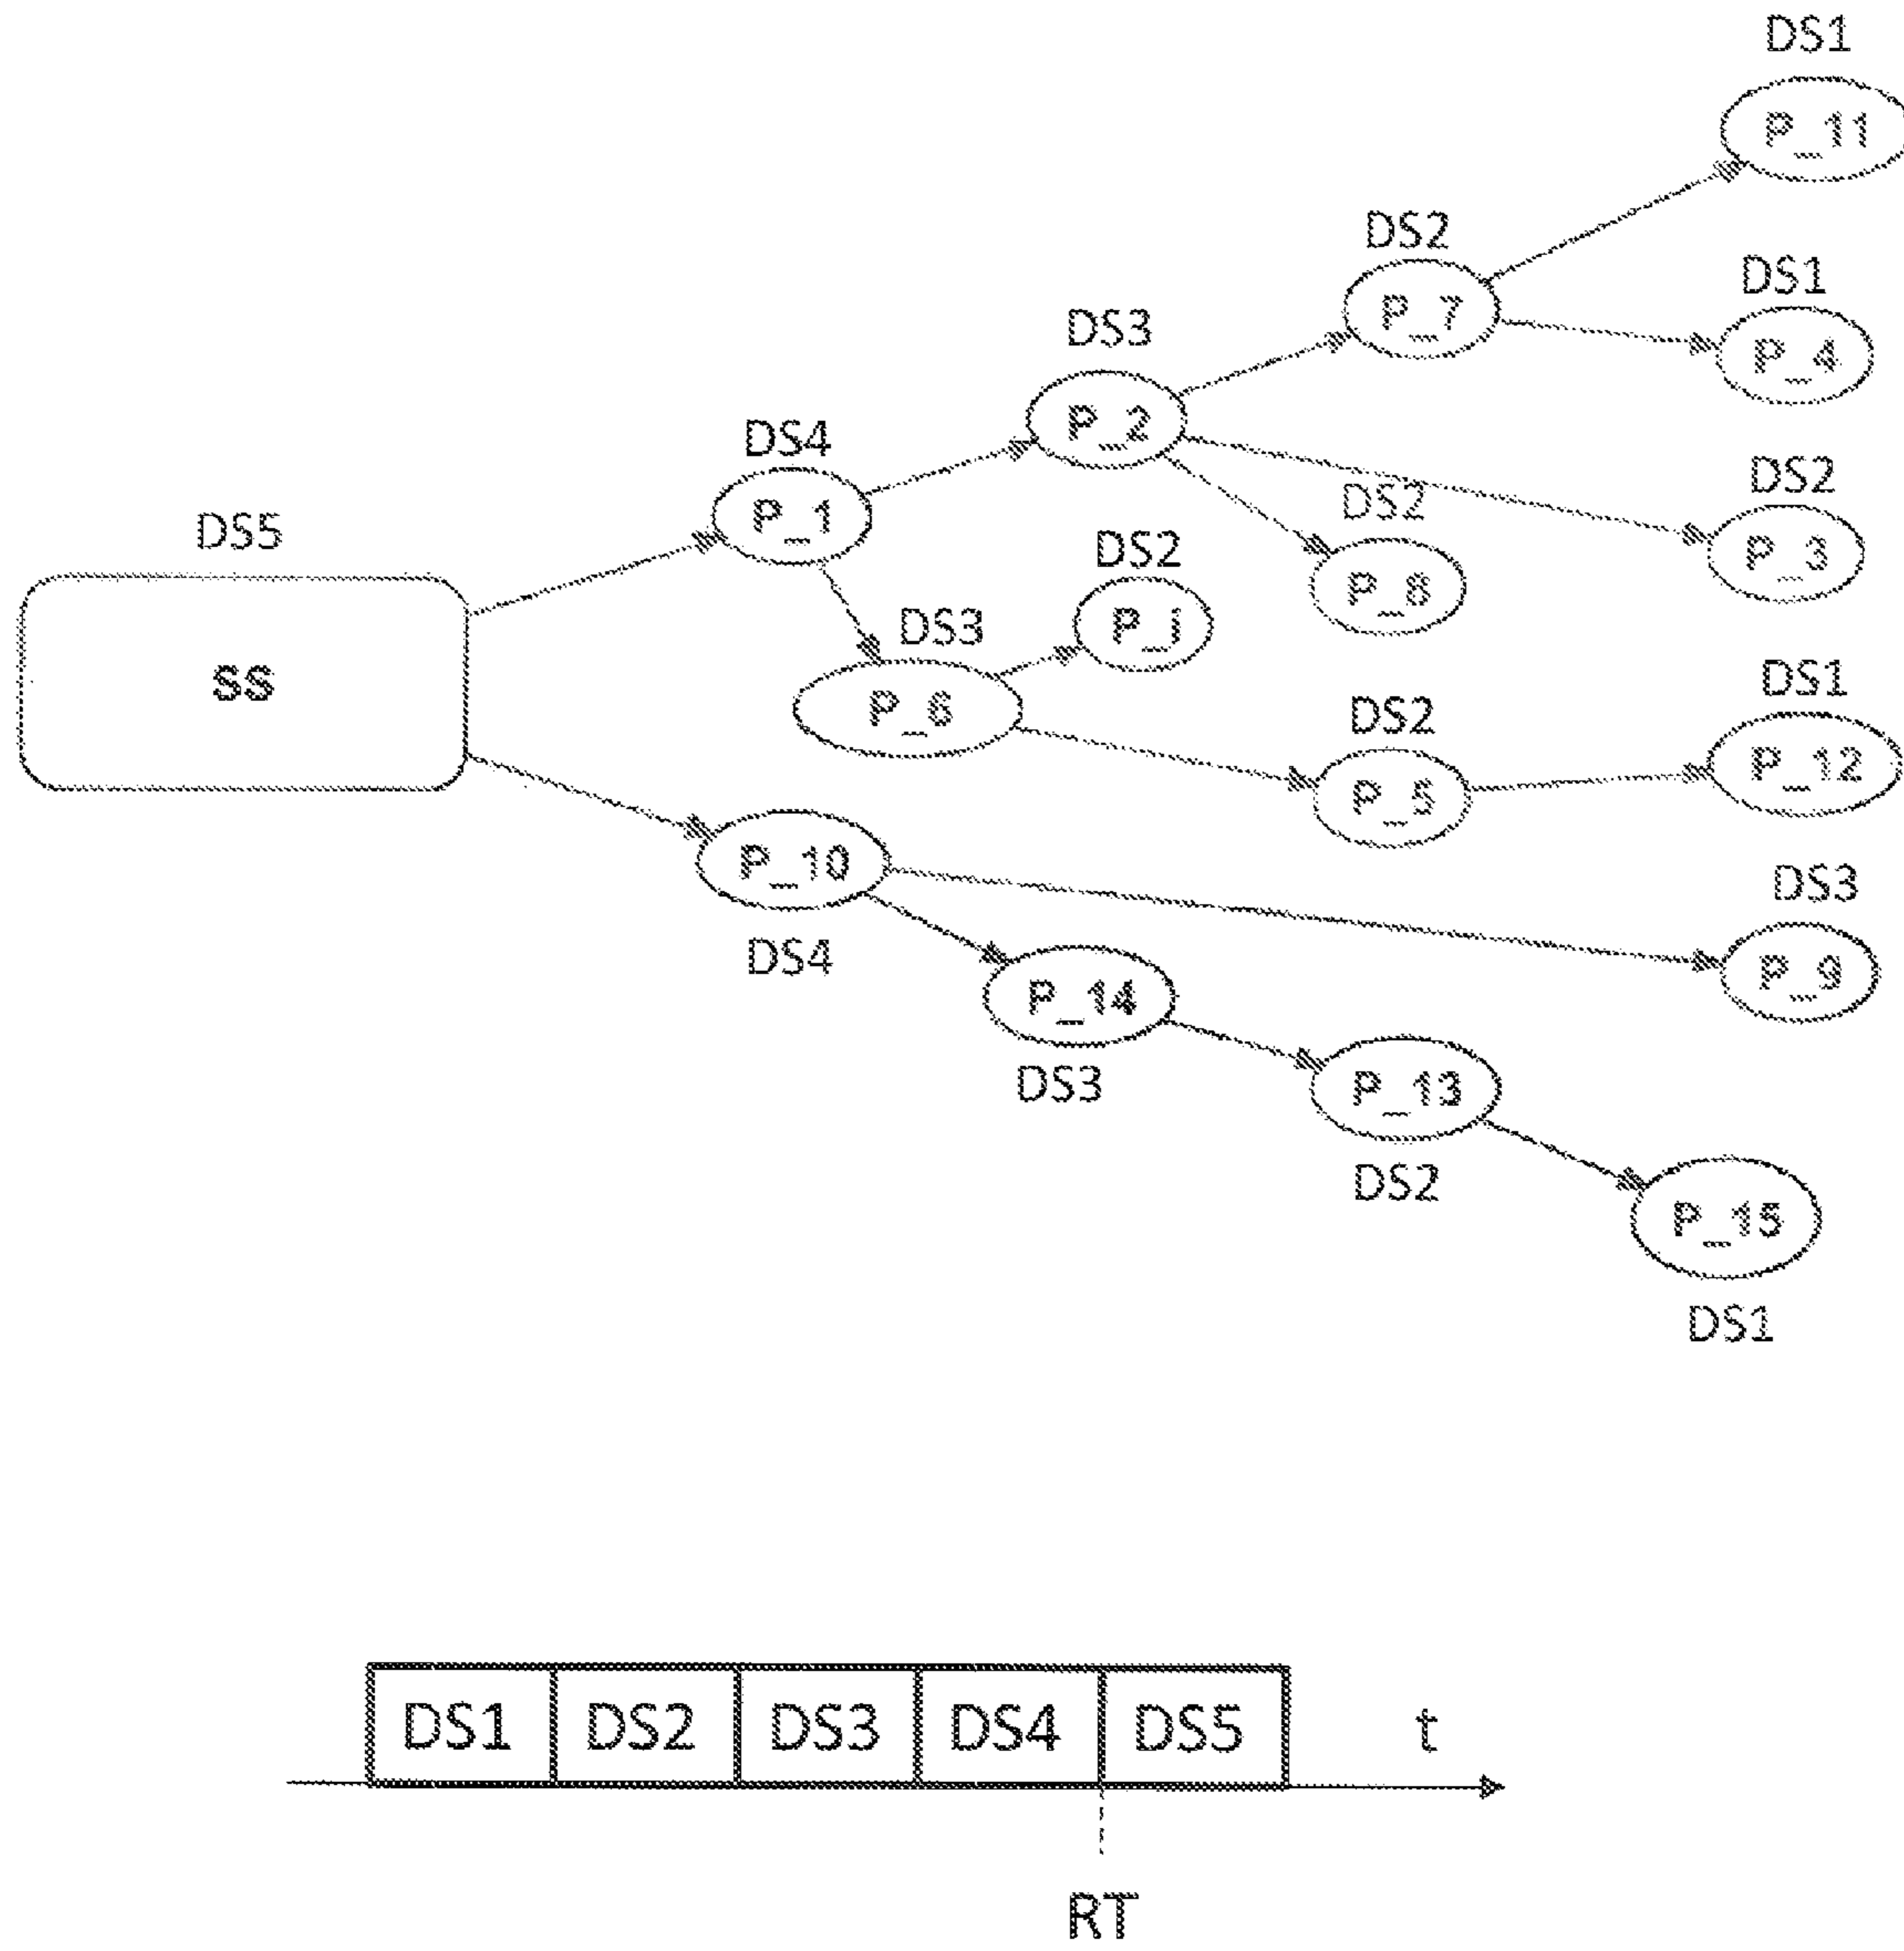 DS1
P_11
DS2
DS1
P_7
P_4
DS3
P_2
DS4
DS2
P_1
DS2
DS5
DS2
P_3
P_8
P_i
DS3
SS
P_6
DS1
DS2
P_12
P_5
P_10
DS3
DS4
P_9
P_14
DS3
P_13
DS2
P_15
DS1
DS1 DS2 DS3 DS4 DS5 t
RT